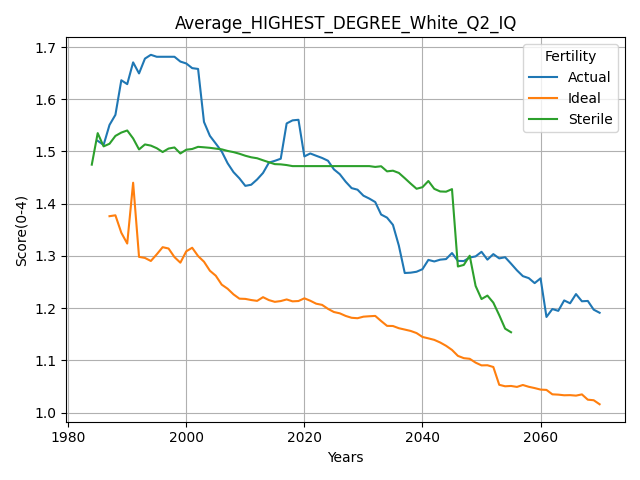 Average_HIGHEST_DEGREE_White_Q2_IQ
Fertility
Actual
Ideal
Sterile
Score(0-4)
1.7
1.6
1.5
1.4
1.3
1.2
1.1
1.0
1980 2000 2020 2040 2060
Years